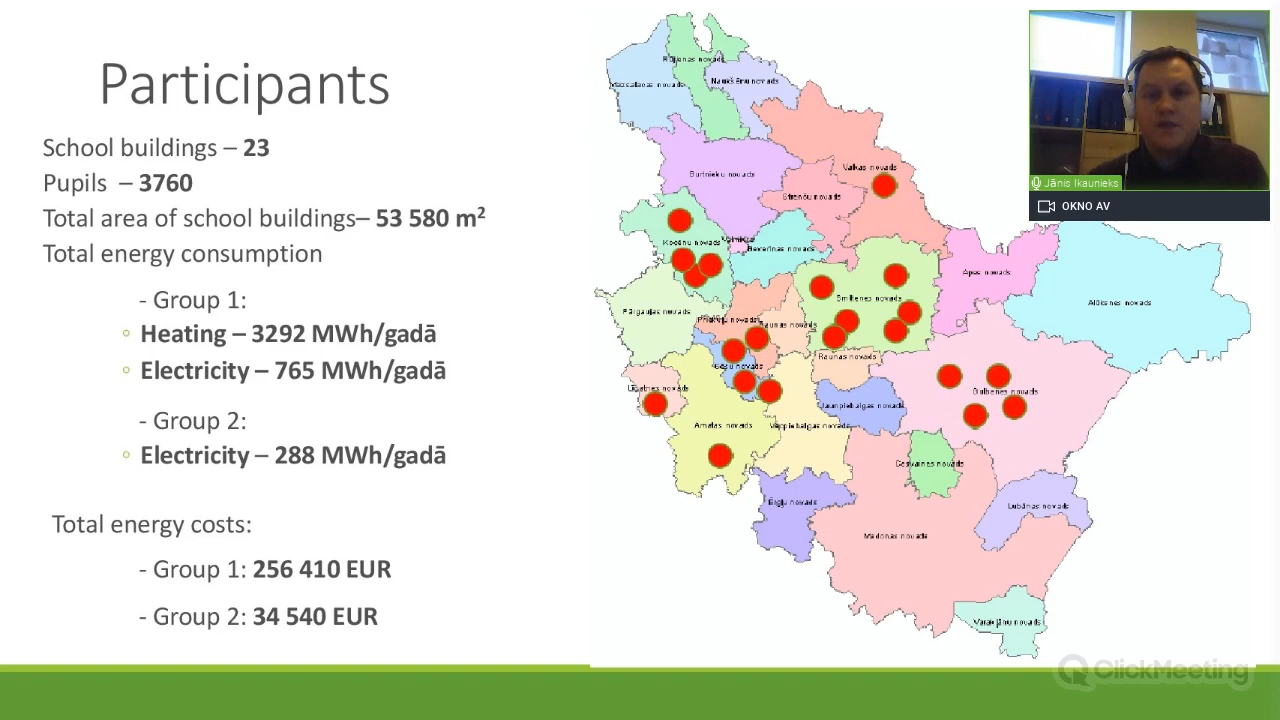 Participants
School buildings – 23
Pupils – 3760
Total area of school buildings– 53 580 m²
Total energy consumption
- Group 1:
Heating – 3292 MWh/gadā
Electricity – 765 MWh/gadā
- Group 2:
Electricity – 288 MWh/gadā
Total energy costs:
- Group 1: 256 410 EUR
- Group 2: 34 540 EUR
Rūjienas novads
Mazsalacas novads
Naukšēnu novads
Burtnieku novads
Valkas novads
Strenču novads
Kocēnu novads
Beverīnas novads
Apes novads
Alūksnes novads
Smiltenes novads
Pārgaujas novads
Raunas novads
Līgatnes novads
Gulbenes novads
Jaunpiebalgas novads
Amatas novads
Vecpiebalgas novads
Cesvaines novads
Ērgļu novads
Lubānas novads
Madonas novads
Varakļānu novads
Jānis Ikaunieks
OKNO AV
ClickMeeting